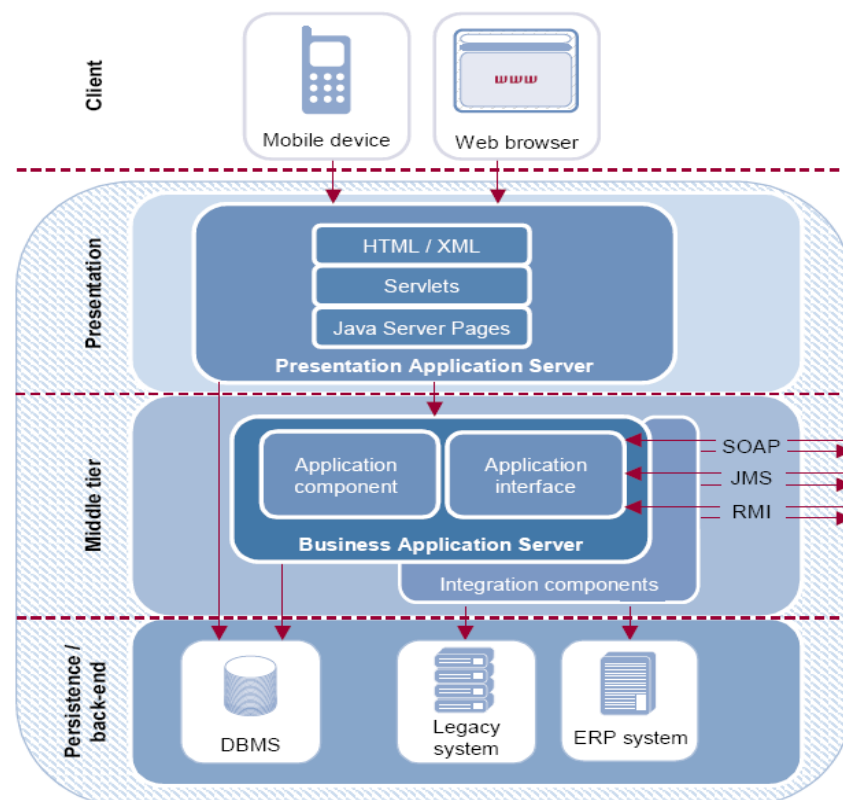 Client
Mobile device
Web browser
www
Presentation
HTML / XML
Servlets
Java Server Pages
Presentation Application Server
Middle tier
Application
component
Application
interface
Business Application Server
Integration components
SOAP
JMS
RMI
Persistence /
back-end
DBMS
Legacy
system
ERP system